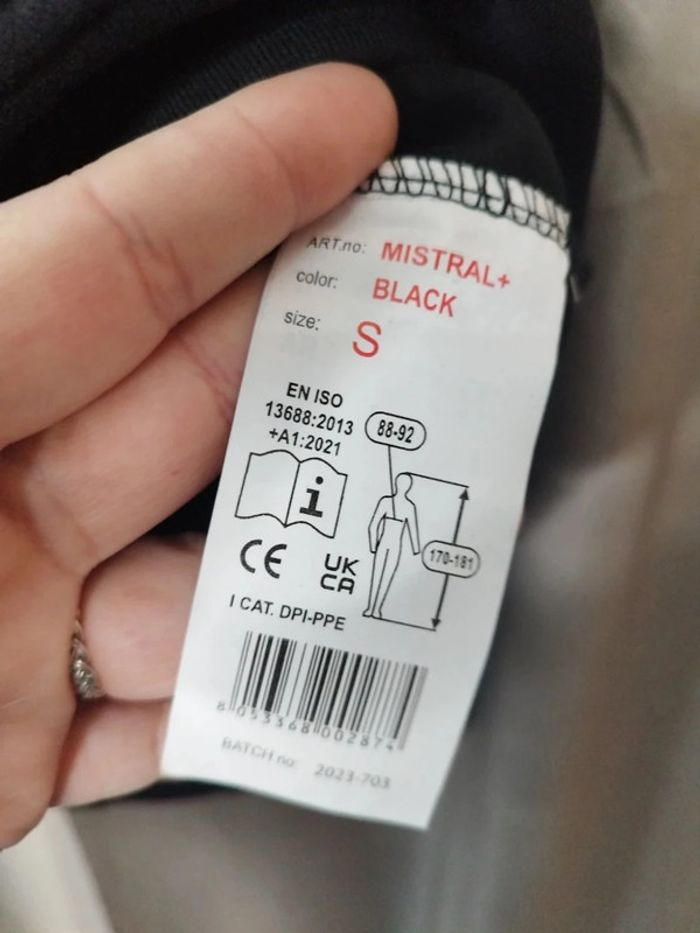 ART.no: MISTRAL+
color: BLACK
size: S
EN ISO
13688:2013
+A1:2021
88-92
i
170-181
CE
UK
CA
I CAT. DPI-PPE
8 053368 002874
BATCH no: 2023-703